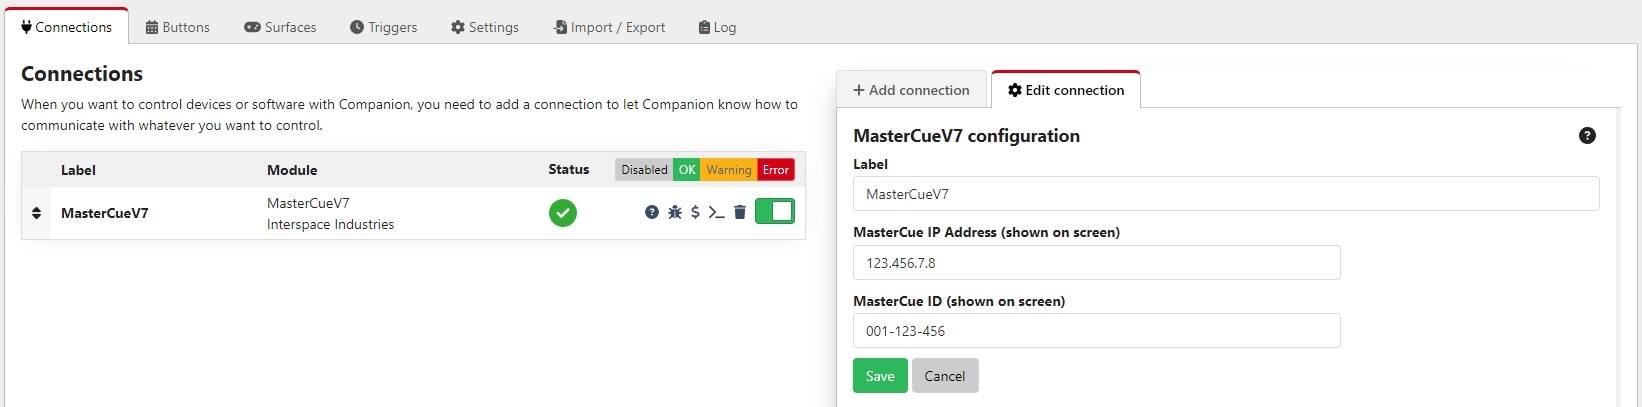 Connections Buttons Surfaces Triggers Settings Import / Export Log
Connections
When you want to control devices or software with Companion, you need to add a connection to let Companion know how to
communicate with whatever you want to control.
Label Module Status Disabled OK Warning Error
MasterCueV7 MasterCueV7
Interspace Industries
Add connection Edit connection
MasterCueV7 configuration
Label
MasterCueV7
MasterCue IP Address (shown on screen)
123.456.7.8
MasterCue ID (shown on screen)
001-123-456
Save Cancel